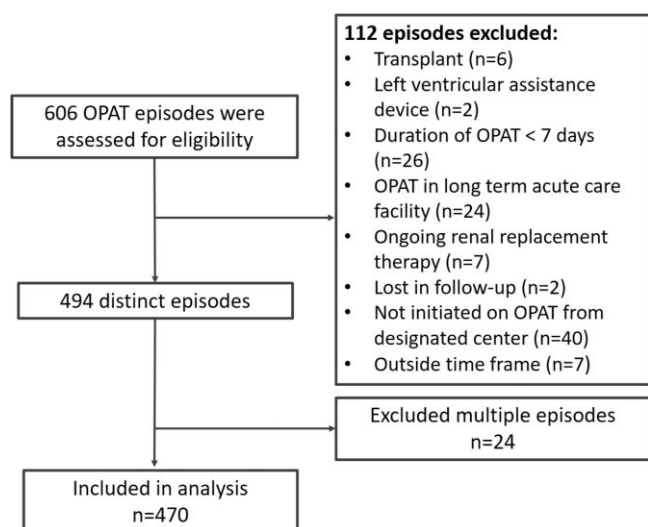 606 OPAT episodes were
assessed for eligibility
112 episodes excluded:
• Transplant (n=6)
• Left ventricular assistance
device (n=2)
• Duration of OPAT < 7 days
(n=26)
• OPAT in long term acute care
facility (n=24)
• Ongoing renal replacement
therapy (n=7)
• Lost in follow-up (n=2)
• Not initiated on OPAT from
designated center (n=40)
• Outside time frame (n=7)
494 distinct episodes
Excluded multiple episodes
n=24
Included in analysis
n=470